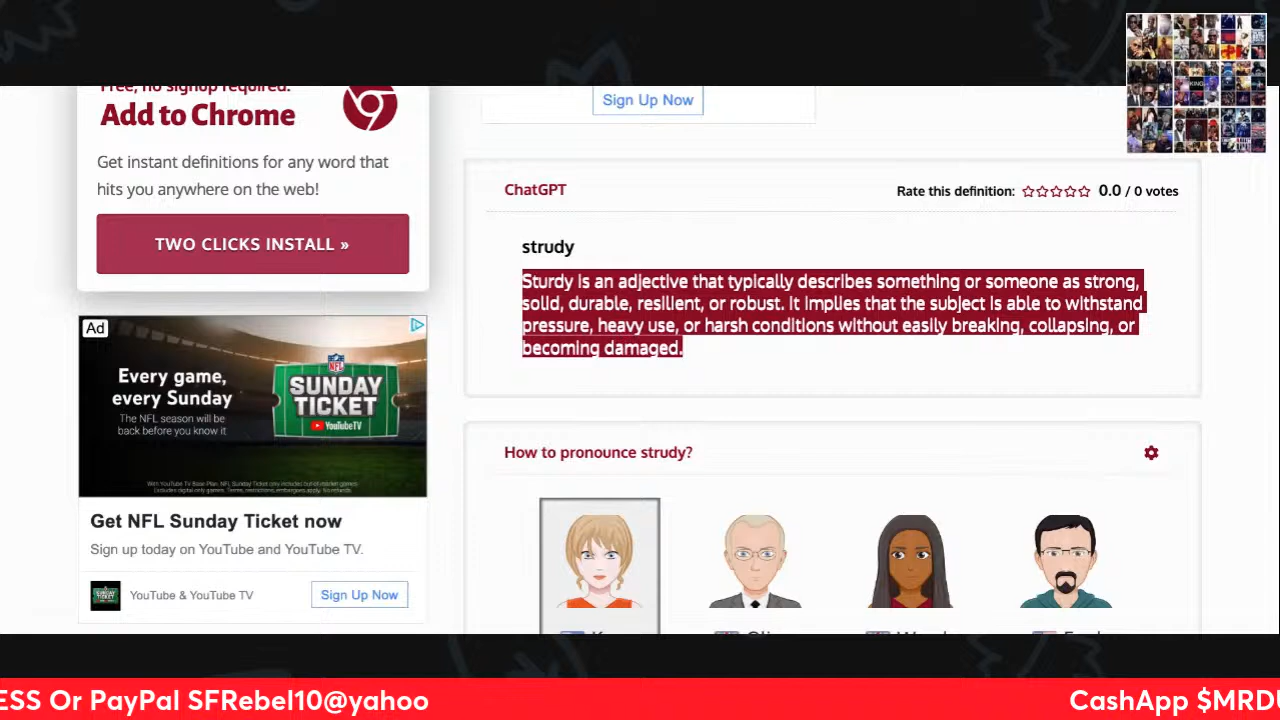 Free, no signup required:
Add to Chrome
Get instant definitions for any word that
hits you anywhere on the web!
TWO CLICKS INSTALL »
Ad
Every game,
every Sunday
The NFL season will be
back before you know it
NFL
SUNDAY
TICKET
YouTubeTV
Get NFL Sunday Ticket now
Sign up today on YouTube and YouTube TV.
YouTube & YouTube TV
Sign Up Now
Sign Up Now
ChatGPT
Rate this definition:
0.0 / 0 votes
strudy
Sturdy is an adjective that typically describes something or someone as strong,
solid, durable, resilient, or robust. It implies that the subject is able to withstand
pressure, heavy use, or harsh conditions without easily breaking, collapsing, or
becoming damaged.
How to pronounce strudy?
ESS Or PayPal SFRebel10@yahoo
CashApp $MRDU